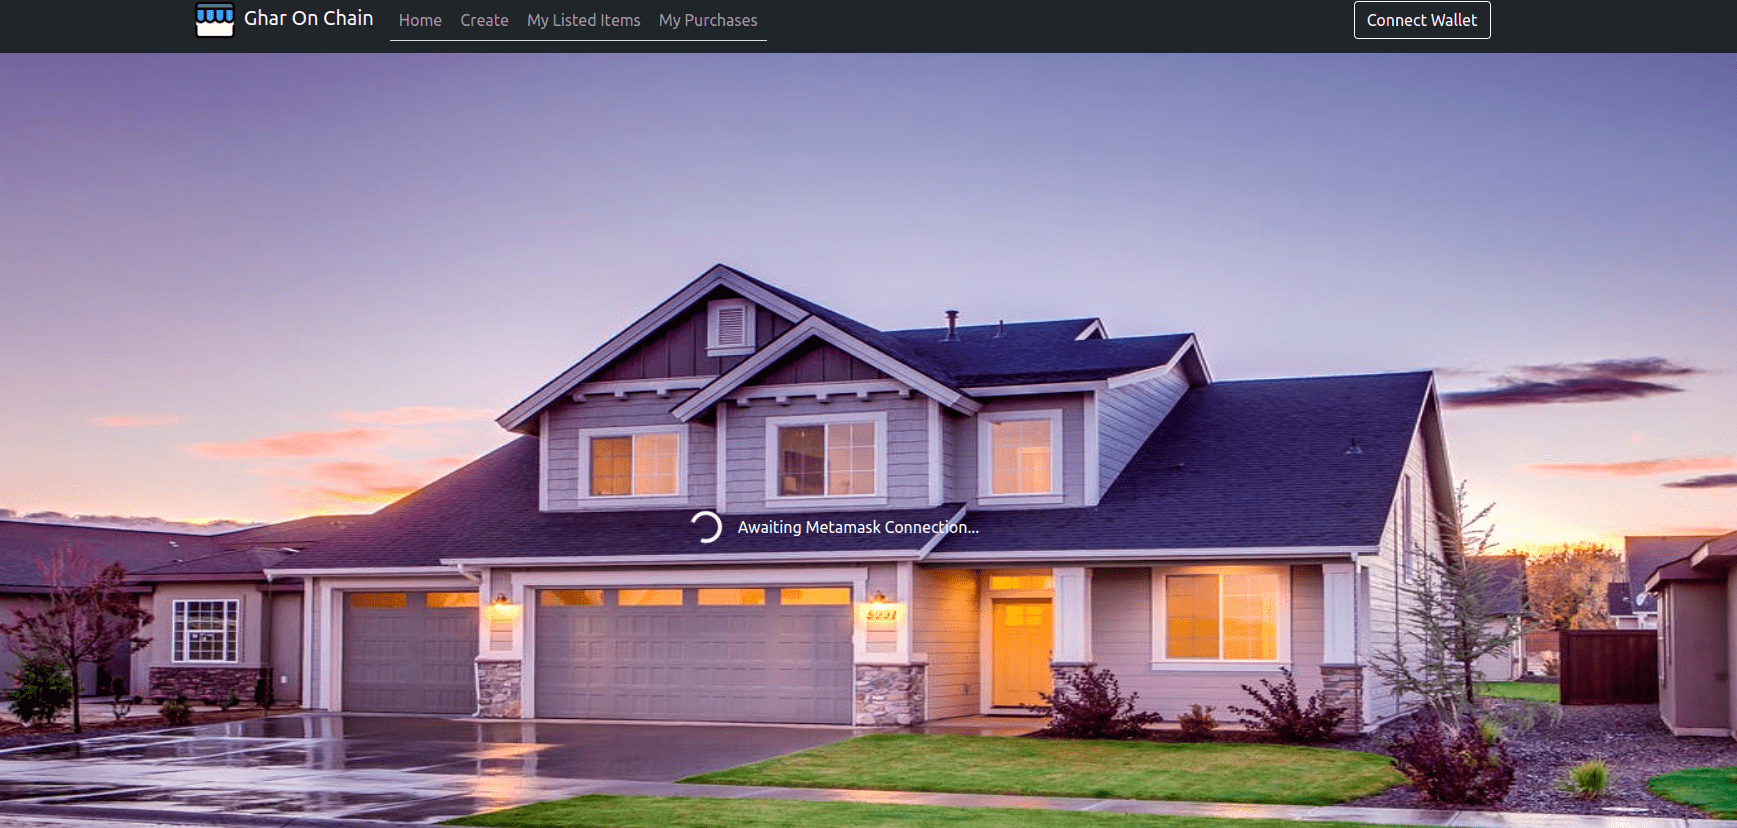 Ghar On Chain
Home Create My Listed Items My Purchases
Connect Wallet
Awaiting Metamask Connection...